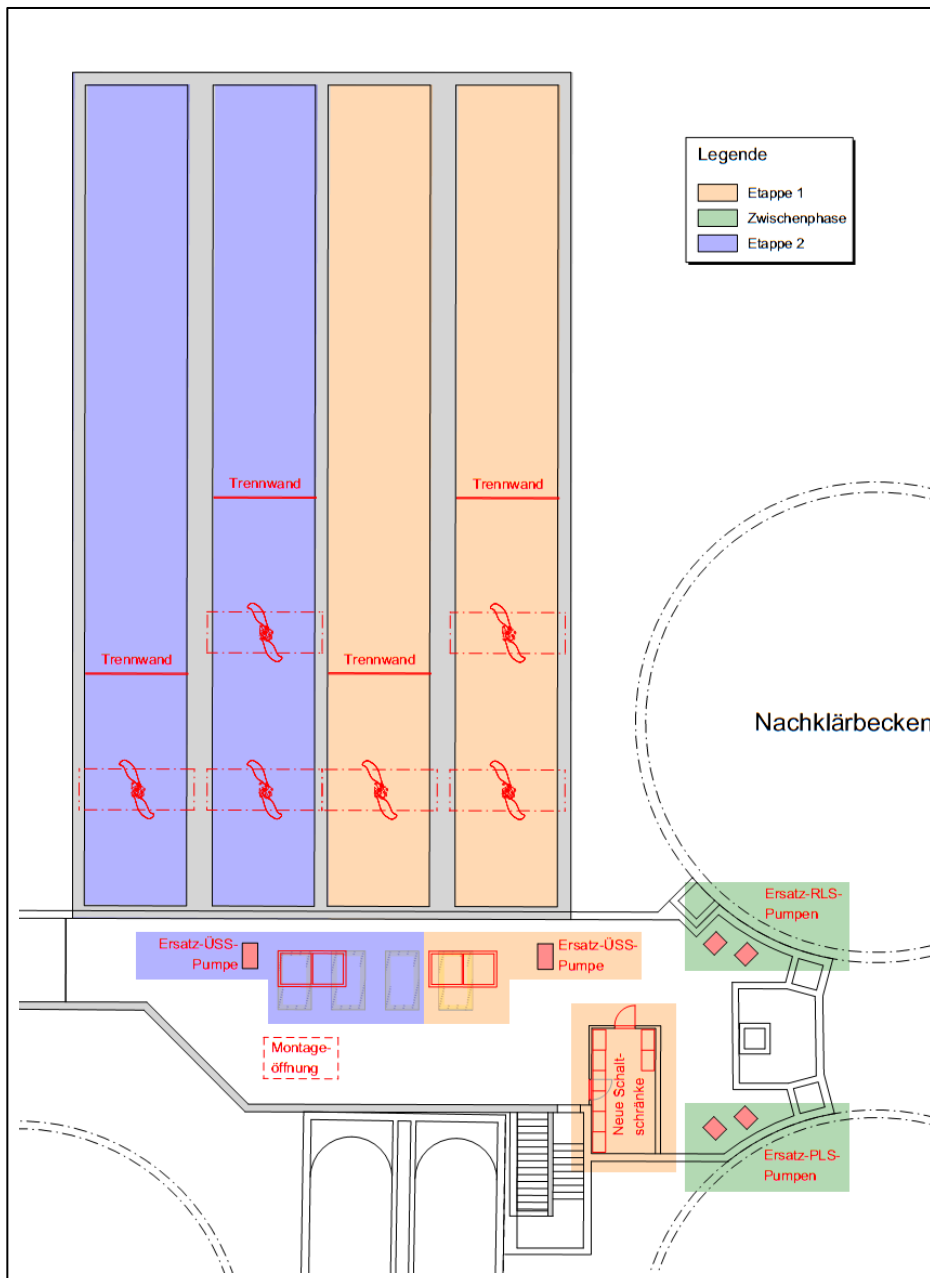 Legende
Etappe 1
Zwischenphase
Etappe 2
Trennwand
Trennwand
Trennwand
Trennwand
Nachklärbecken
Ersatz-RLS-
Pumpen
Ersatz-ÜSS-
Pumpe
Ersatz-ÜSS-
Pumpe
Montage-
öffnung
Neue Schalt-
schränke
Ersatz-PLS-
Pumpen